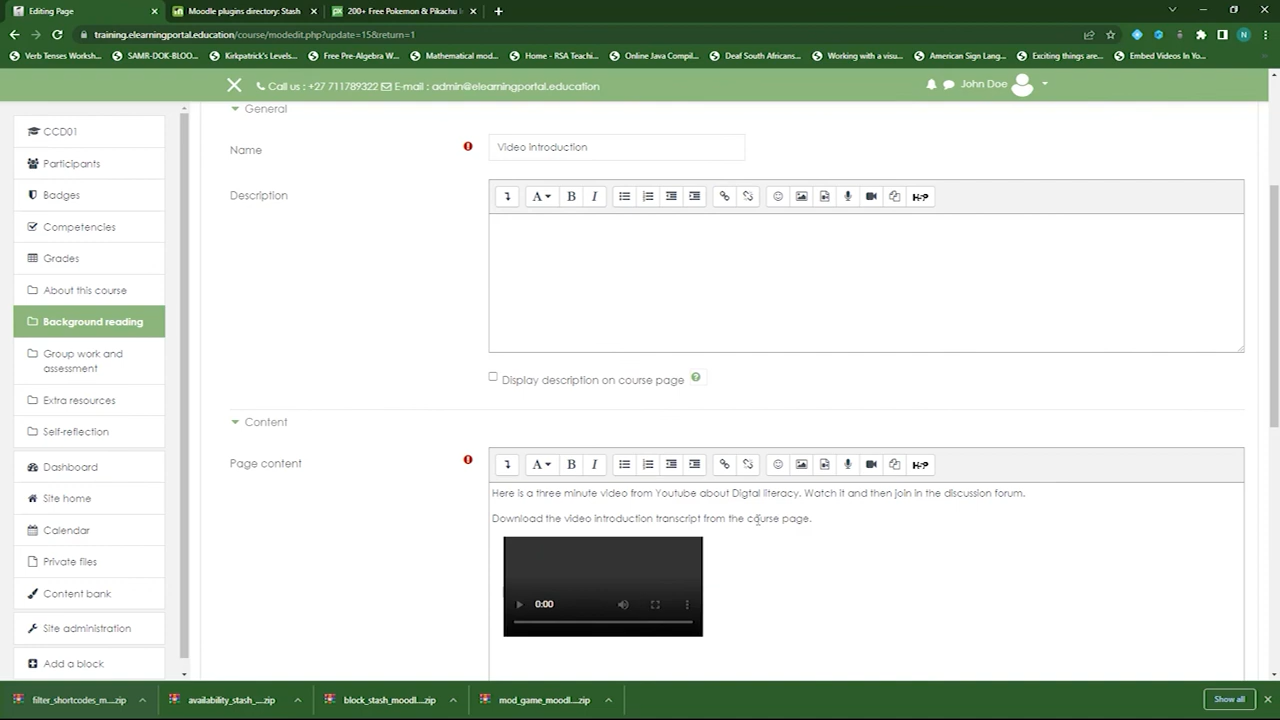 Editing Page
Moodle plugins directory: Stash
200+ Free Pokemon & Pikachu I
training.elearningportal.education/course/modedit.php?update=15&return=1
N
Verb Tenses Worksh...
SAMR-DOK-BLOO...
Kirkpatrick's Levels...
Free Pre-Algebra W...
Mathematical mod...
Home - RSA Teachi...
Online Java Compil...
Deaf South African...
Working with a visu...
American Sign Lang...
Exciting things are...
Embed Videos In Yo...
Call us : +27 711789322 E-mail : admin@elearningportal.education
John Doe
CCD01
Participants
Badges
Competencies
Grades
About this course
Background reading
Group work and
assessment
Extra resources
Self-reflection
Dashboard
Site home
Calendar
Private files
Content bank
Site administration
Add a block
General
Name
Video introduction
Description
A B I
H-P
Display description on course page
Content
Page content
A B I
H-P
Here is a three minute video from Youtube about Digtal literacy. Watch it and then join in the discussion forum.
Download the video introduction transcript from the course page.
0:00
filter_shortcodes_m....zip
availability_stash_....zip
block_stash_moodl....zip
mod_game_moodl....zip
Show all